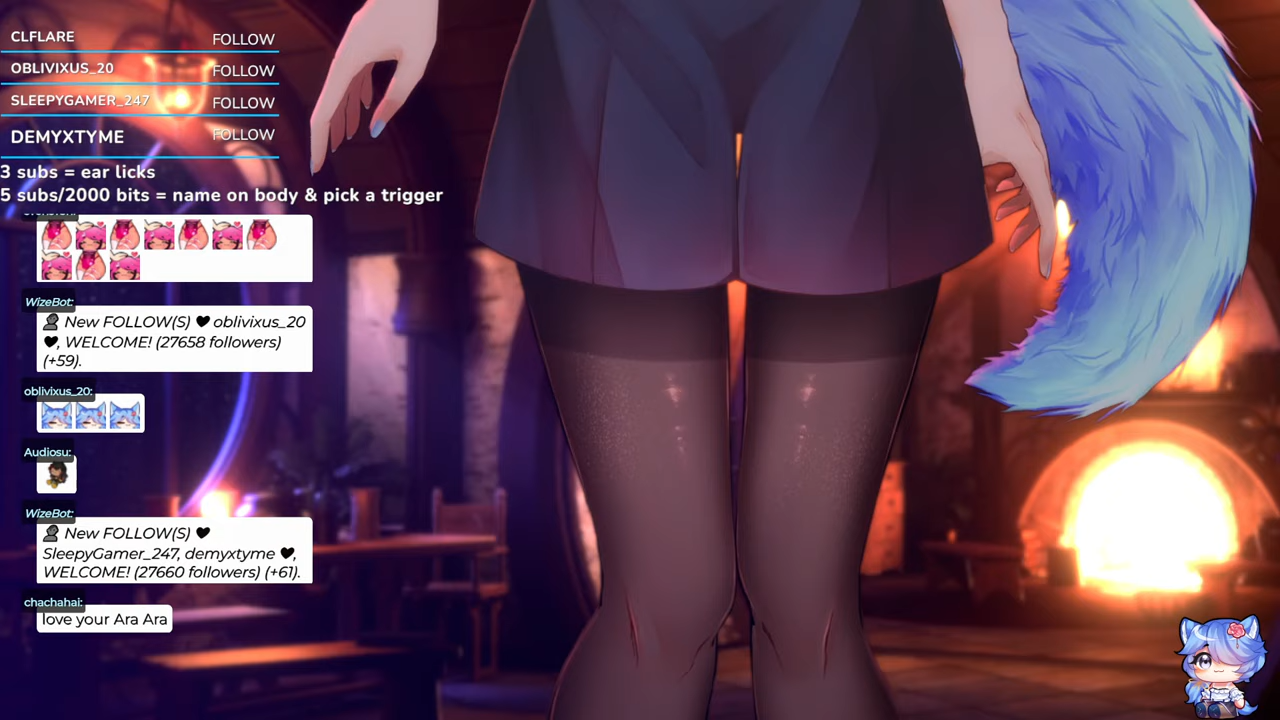 CLFLARE FOLLOW
OBLIVIXUS_20 FOLLOW
SLEEPYGAMER_247 FOLLOW
DEMYXTYME FOLLOW
3 subs = ear licks
5 subs/2000 bits = name on body & pick a trigger
WizeBot:
New FOLLOW(S) ♥ oblivixus_20
♥, WELCOME! (27658 followers)
(+59).
oblivixus_20:
Audiosu:
WizeBot:
New FOLLOW(S) ♥
SleepyGamer_247, demyxtyme ♥,
WELCOME! (27660 followers) (+61).
chachahai:
love your Ara Ara